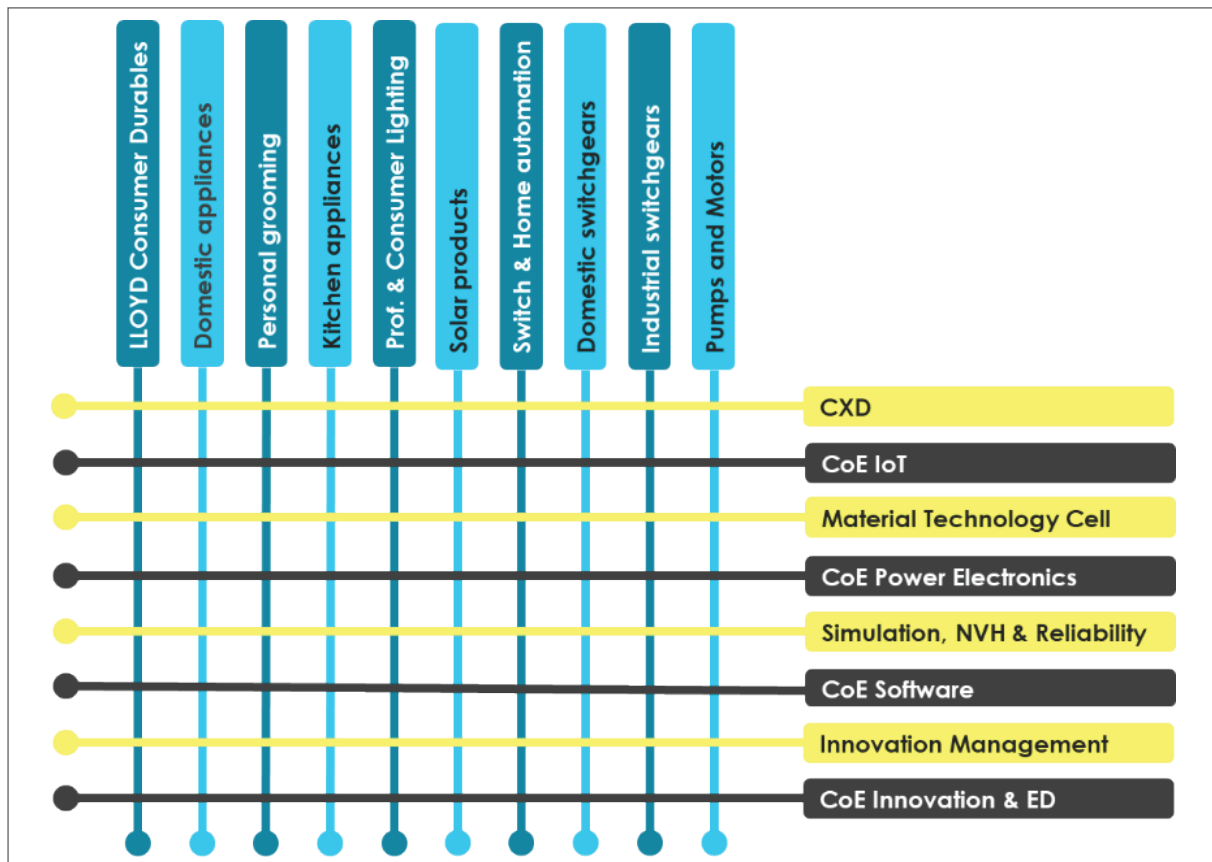 LLOYD Consumer Durables
Domestic appliances
Personal grooming
Kitchen appliances
Prof. & Consumer Lighting
Solar products
Switch & Home automation
Domestic switchgears
Industrial switchgears
Pumps and Motors
CXD
CoE IoT
Material Technology Cell
CoE Power Electronics
Simulation, NVH & Reliability
CoE Software
Innovation Management
CoE Innovation & ED